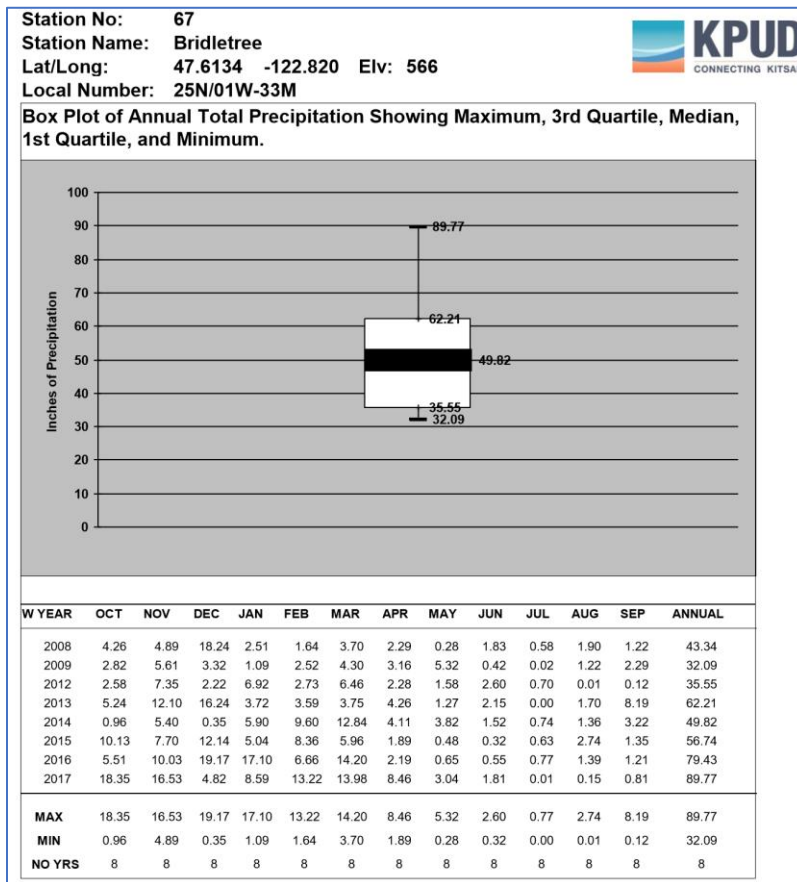 Station No: 67
Station Name: Bridletree
Lat/Long: 47.6134 -122.820 Elv: 566
Local Number: 25N/01W-33M
KPUD
CONNECTING KITSA
Box Plot of Annual Total Precipitation Showing Maximum, 3rd Quartile, Median,
1st Quartile, and Minimum.
100
90
80
70
60
50
40
30
20
10
0
Inches of Precipitation
89.77
62.21
49.82
35.55
32.09
W YEAR OCT NOV DEC JAN FEB MAR APR MAY JUN JUL AUG SEP ANNUAL
2008 4.26 4.89 18.24 2.51 1.64 3.70 2.29 0.28 1.83 0.58 1.90 1.22 43.34
2009 2.82 5.61 3.32 1.09 2.52 4.30 3.16 5.32 0.42 0.02 1.22 2.29 32.09
2012 2.58 7.35 2.22 6.92 2.73 6.46 2.28 1.58 2.60 0.70 0.01 0.12 35.55
2013 5.24 12.10 16.24 3.72 3.59 3.75 4.26 1.27 2.15 0.00 1.70 8.19 62.21
2014 0.96 5.40 0.35 5.90 9.60 12.84 4.11 3.82 1.52 0.74 1.36 3.22 49.82
2015 10.13 7.70 12.14 5.04 8.36 5.96 1.89 0.48 0.32 0.63 2.74 1.35 56.74
2016 5.51 10.03 19.17 17.10 6.66 14.20 2.19 0.65 0.55 0.77 1.39 1.21 79.43
2017 18.35 16.53 4.82 8.59 13.22 13.98 8.46 3.04 1.81 0.01 0.15 0.81 89.77
MAX 18.35 16.53 19.17 17.10 13.22 14.20 8.46 5.32 2.60 0.77 2.74 8.19 89.77
MIN 0.96 4.89 0.35 1.09 1.64 3.70 1.89 0.28 0.32 0.00 0.01 0.12 32.09
NO YRS 8 8 8 8 8 8 8 8 8 8 8 8 8